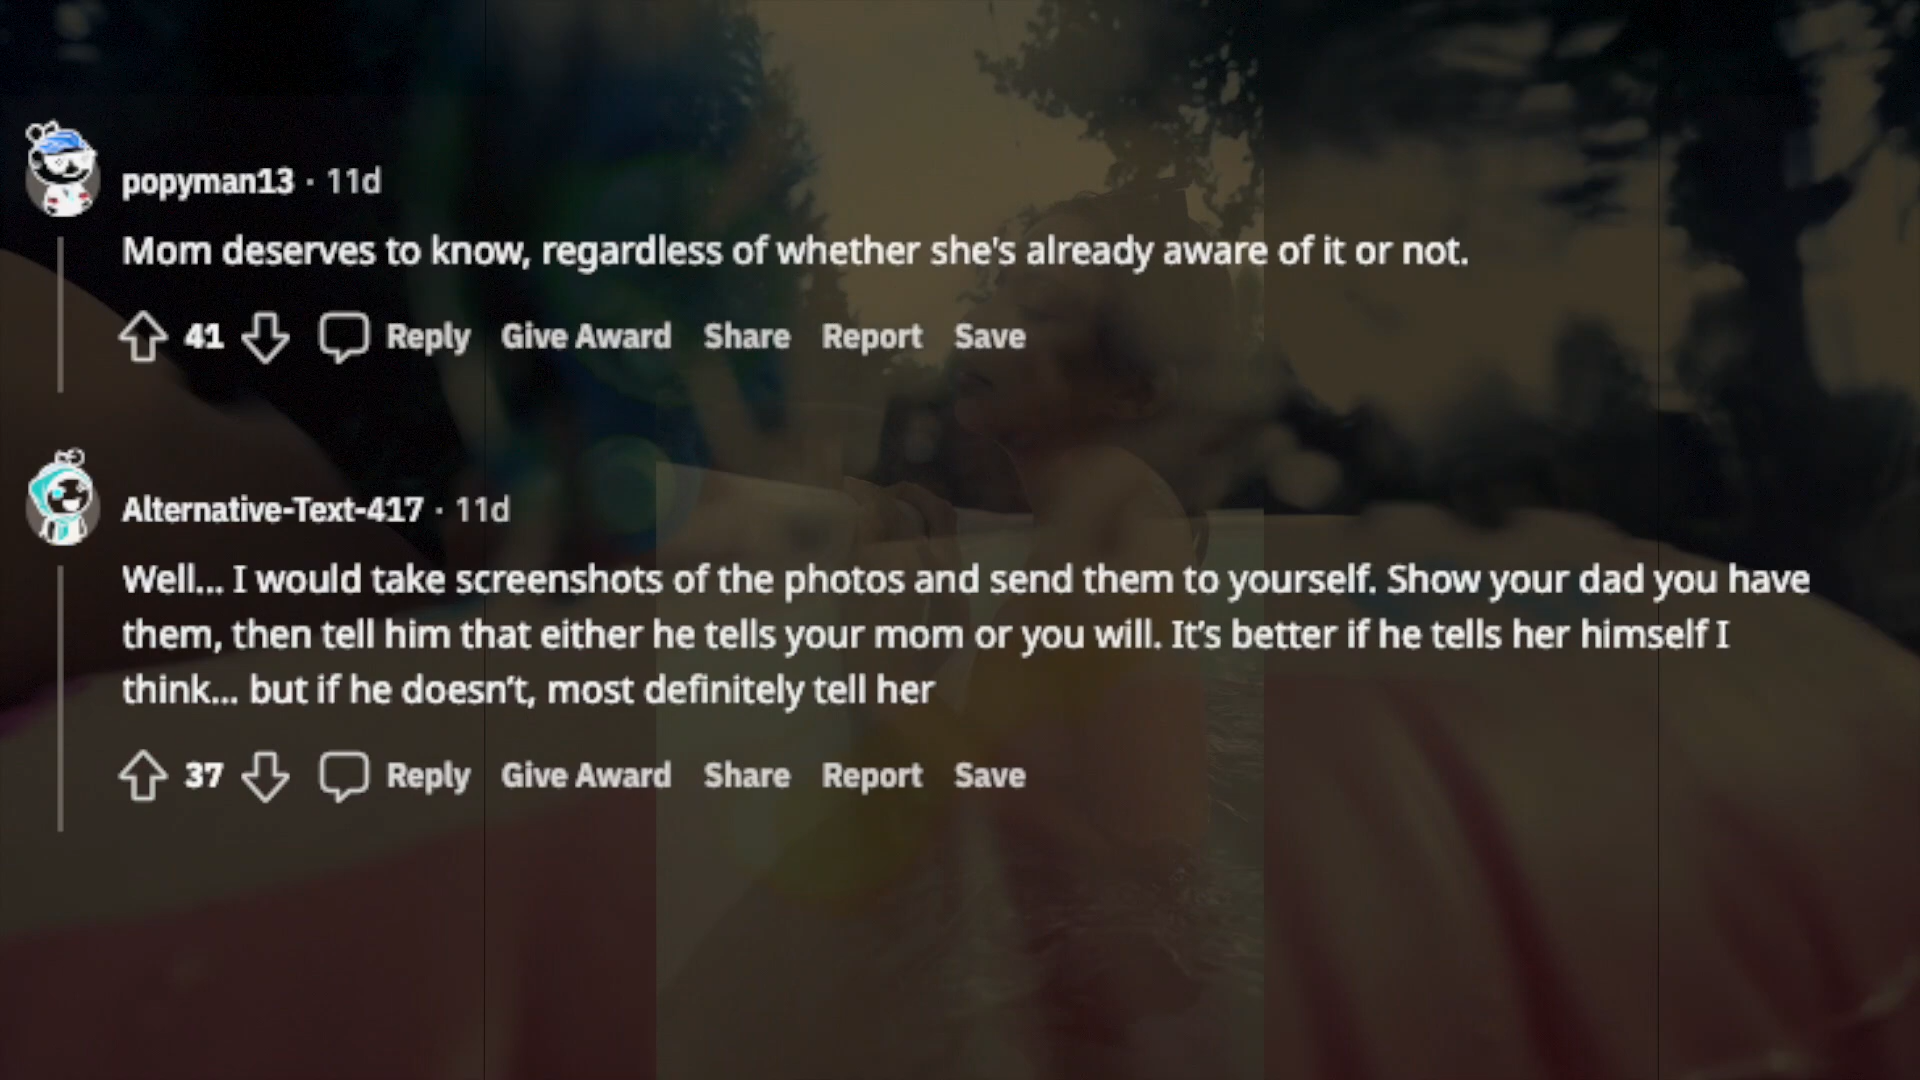 popyman13 · 11d
Mom deserves to know, regardless of whether she's already aware of it or not.
41 Reply Give Award Share Report Save
Alternative-Text-417 · 11d
Well... I would take screenshots of the photos and send them to yourself. Show your dad you have
them, then tell him that either he tells your mom or you will. It’s better if he tells her himself I
think... but if he doesn’t, most definitely tell her
37 Reply Give Award Share Report Save